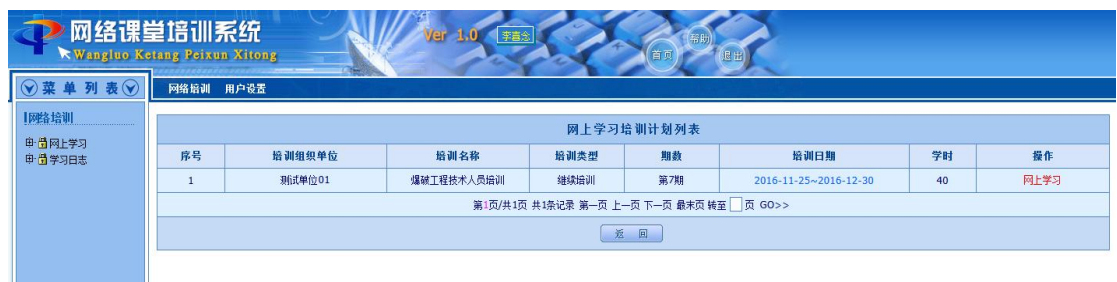 网络课堂培训系统
Wangluo Ketang Peixun Xitong
Ver 1.0 李喜念
首页 帮助 退出
菜单列表
网络培训 用户设置
网络培训
网上学习
学习日志
网上学习培训计划列表
序号 培训组织单位 培训名称 培训类型 期数 培训日期 学时 操作
1 测试单位01 爆破工程技术人员培训 继续培训 第7期 2016-11-25~2016-12-30 40 网上学习
第1页/共1页 共1条记录 第一页 上一页 下一页 最末页 转至 页 GO>>
返 回